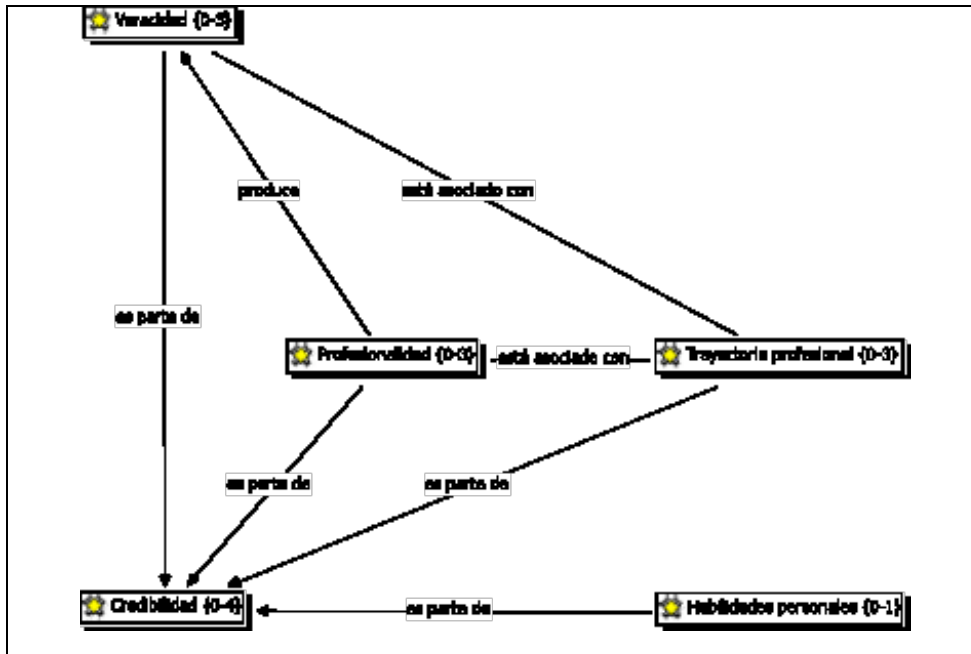 Veracidad {0-3}
produce
está asociado con
es parte de
Profesionalidad {0-3}
está asociado con
Trayectoria profesional {0-3}
es parte de
es parte de
Credibilidad {0-4}
es parte de
Habilidades personales {0-1}